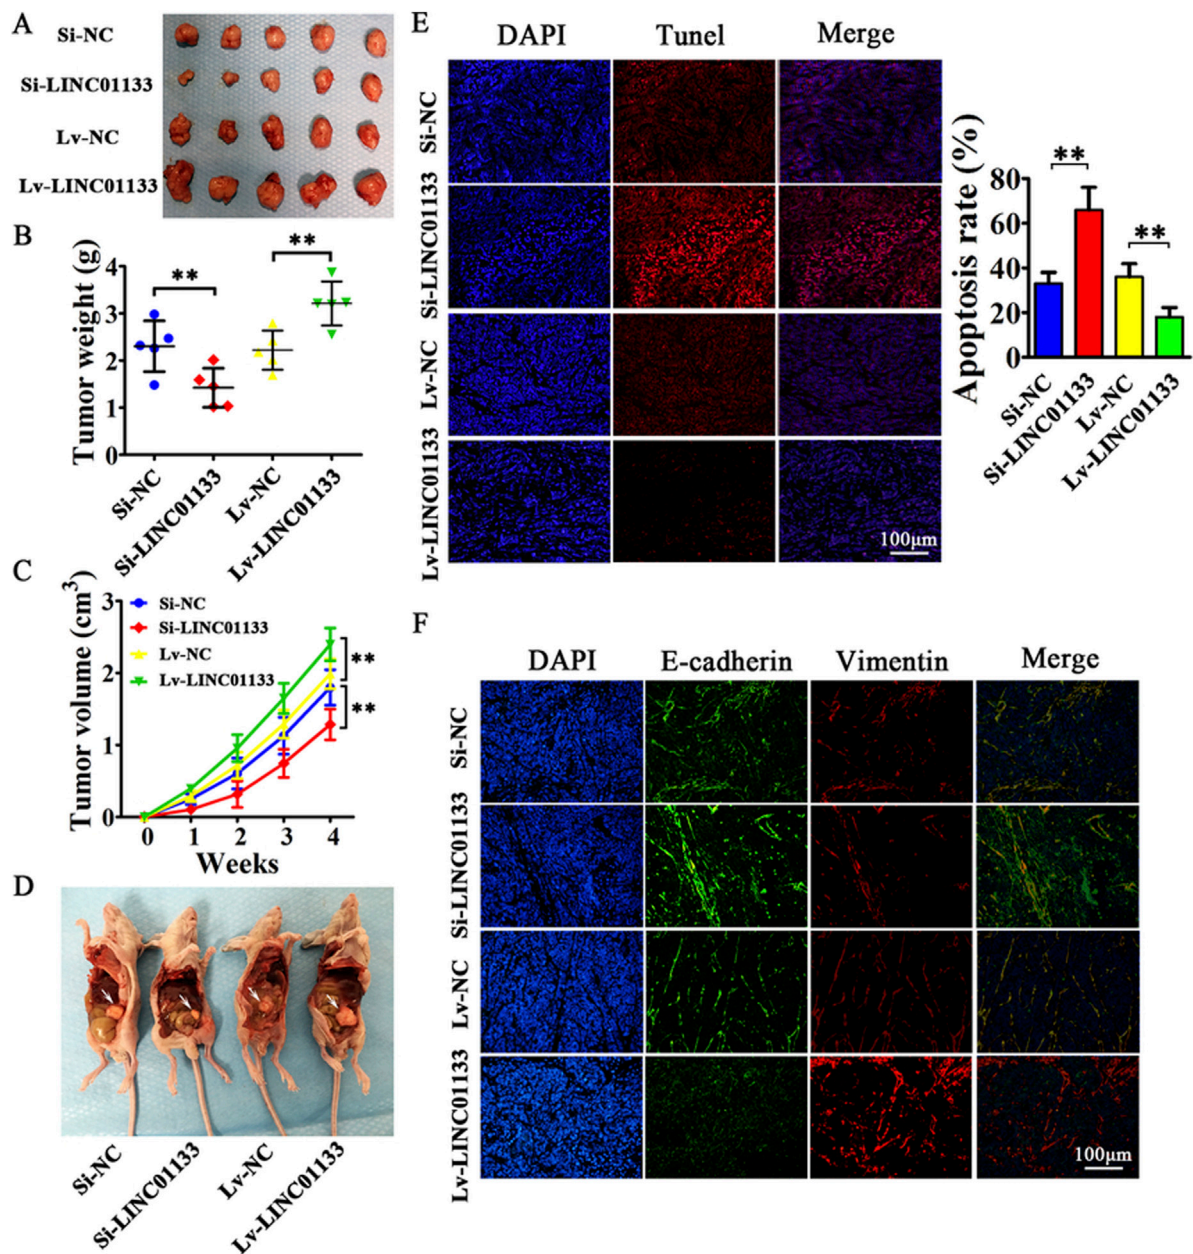 A
Si-NC
Si-LINC01133
Lv-NC
Lv-LINC01133
B
Tumor weight (g)
4
3
2
1
0
**
**
Si-NC
Si-LINC01133
Lv-NC
Lv-LINC01133
C
Tumor volume (cm³)
3
2
1
0
Si-NC
Si-LINC01133
Lv-NC
Lv-LINC01133
**
**
0 1 2 3 4
Weeks
D
Si-NC
Si-LINC01133
Lv-NC
Lv-LINC01133
E
DAPI Tunel Merge
Si-NC
Si-LINC01133
Lv-NC
Lv-LINC01133
100μm
Apoptosis rate (%)
80
60
40
20
0
**
**
Si-NC
Si-LINC01133
Lv-NC
Lv-LINC01133
F
DAPI E-cadherin Vimentin Merge
Si-NC
Si-LINC01133
Lv-NC
Lv-LINC01133
100μm